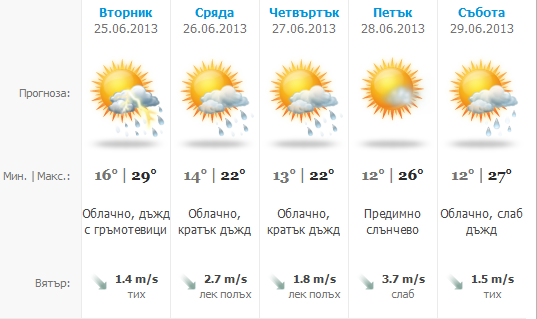 Вторник Сряда Четвъртък Петък Събота
25.06.2013 26.06.2013 27.06.2013 28.06.2013 29.06.2013
Прогноза:
Мин. | Макс.: 16° | 29° 14° | 22° 13° | 22° 12° | 26° 12° | 27°
Облачно, дъжд Облачно, Облачно, Предимно Облачно, слаб
с гръмотевици кратък дъжд кратък дъжд слънчево дъжд
Вятър: 1.4 m/s 2.7 m/s 1.8 m/s 3.7 m/s 1.5 m/s
тих лек полъх лек полъх слаб тих